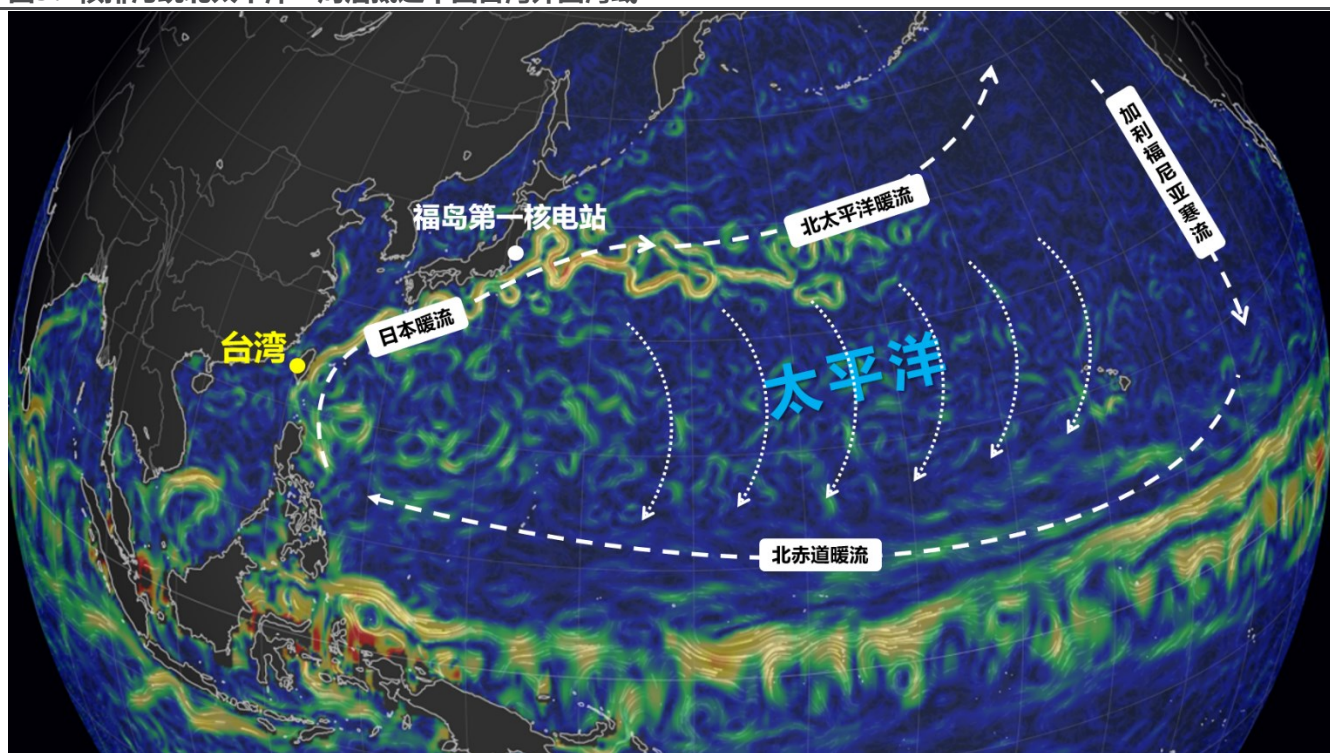 福岛第一核电站
北太平洋暖流
加利福尼亚寒流
日本暖流
台湾
太平洋
北赤道暖流